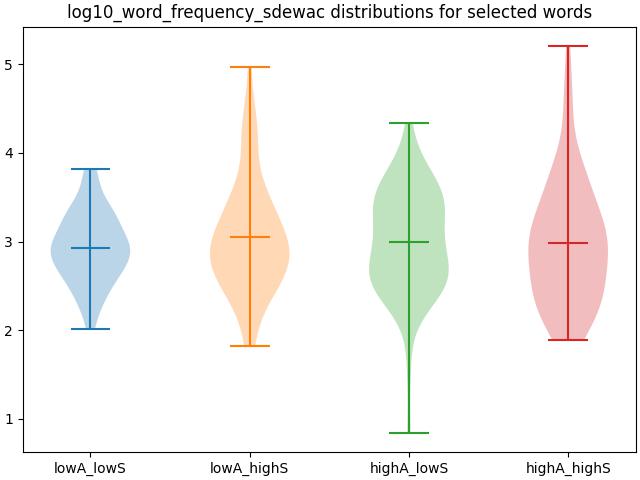 log10_word_frequency_sdewac distributions for selected words
5
4
3
2
1
lowA_lowS
lowA_highS
highA_lowS
highA_highS